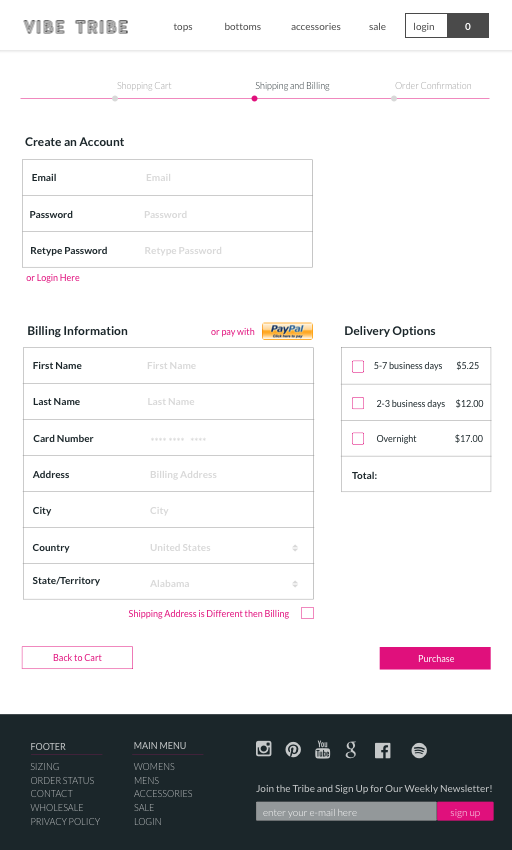 VIBE TRIBE tops bottoms accessories sale login 0
Shopping Cart Shipping and Billing Order Confirmation
Create an Account
Email Email
Password Password
Retype Password Retype Password
or Login Here
Billing Information or pay with PayPal Click here to pay
First Name First Name
Last Name Last Name
Card Number •••• •••• ••••
Address Billing Address
City City
Country United States
State/Territory Alabama
Shipping Address is Different then Billing
Delivery Options
5-7 business days $5.25
2-3 business days $12.00
Overnight $17.00
Total:
Back to Cart Purchase
FOOTER
SIZING
ORDER STATUS
CONTACT
WHOLESALE
PRIVACY POLICY
MAIN MENU
WOMENS
MENS
ACCESSORIES
SALE
LOGIN
You Tube
Join the Tribe and Sign Up for Our Weekly Newsletter!
enter your e-mail here sign up